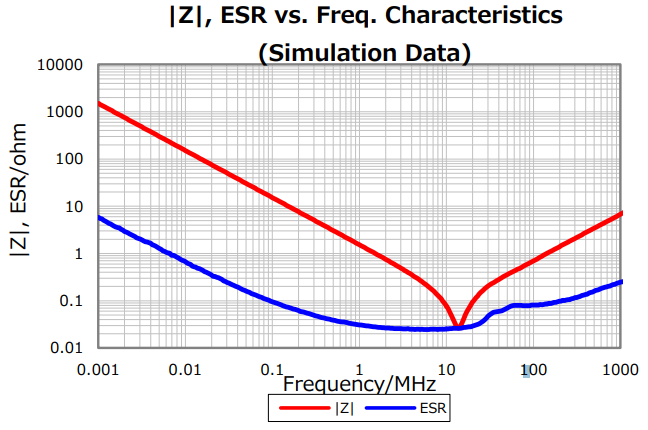 |Z|, ESR vs. Freq. Characteristics
(Simulation Data)
|Z|, ESR/ohm
10000
1000
100
10
1
0.1
0.01
0.001 0.01 0.1 1 10 100 1000
Frequency/MHz
|Z| ESR